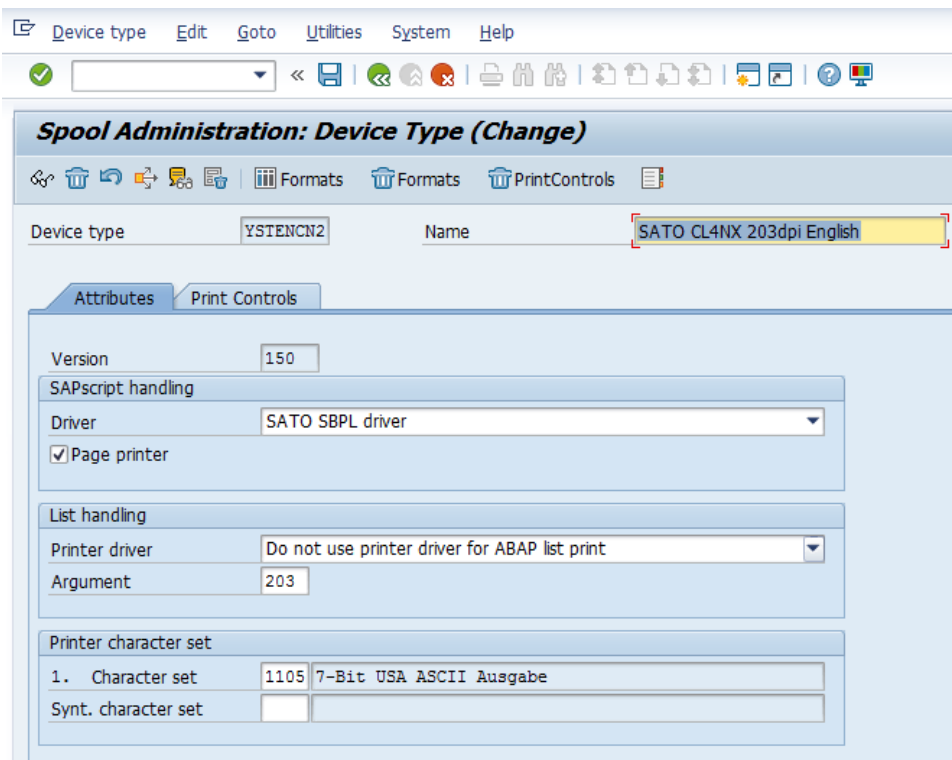 Device type Edit Goto Utilities System Help
Spool Administration: Device Type (Change)
Formats Formats PrintControls
Device type YSTENCN2 Name SATO CL4NX 203dpi English
Attributes Print Controls
Version 150
SAPscript handling
Driver SATO SBPL driver
Page printer
List handling
Printer driver Do not use printer driver for ABAP list print
Argument 203
Printer character set
1. Character set 1105 7-Bit USA ASCII Ausgabe
Synt. character set